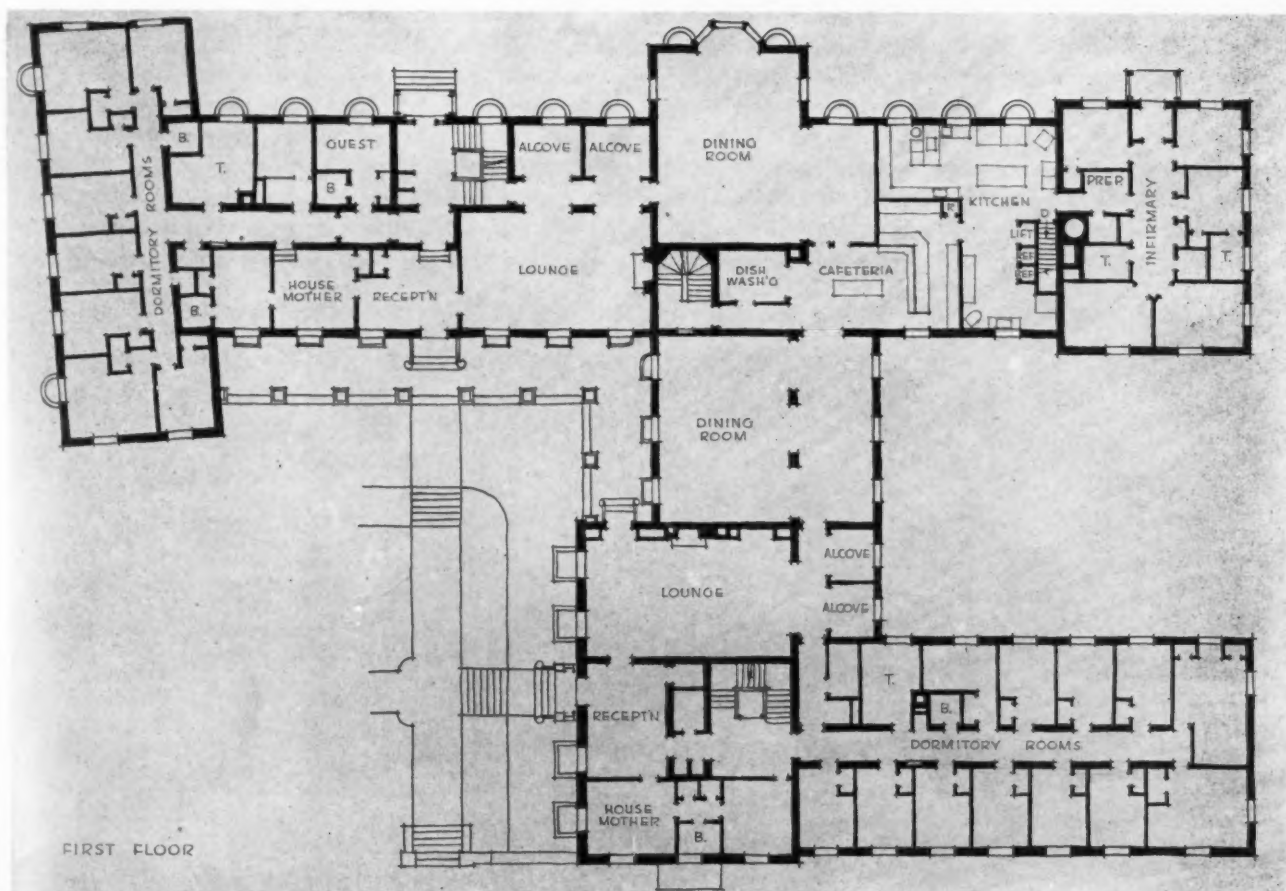 B.
T.
GUEST
B
ALCOVE
ALCOVE
DINING
ROOM
KITCHEN
R
PREP
D
LIFT
REF
REF
T.
INFIRMARY
T.
DORMITORY ROOMS
B.
HOUSE
MOTHER
RECEPT'N
LOUNGE
DISH
WASH'G
CAFETERIA
DINING
ROOM
LOUNGE
ALCOVE
ALCOVE
RECEPT'N
T.
B.
DORMITORY ROOMS
HOUSE
MOTHER
B.
FIRST FLOOR